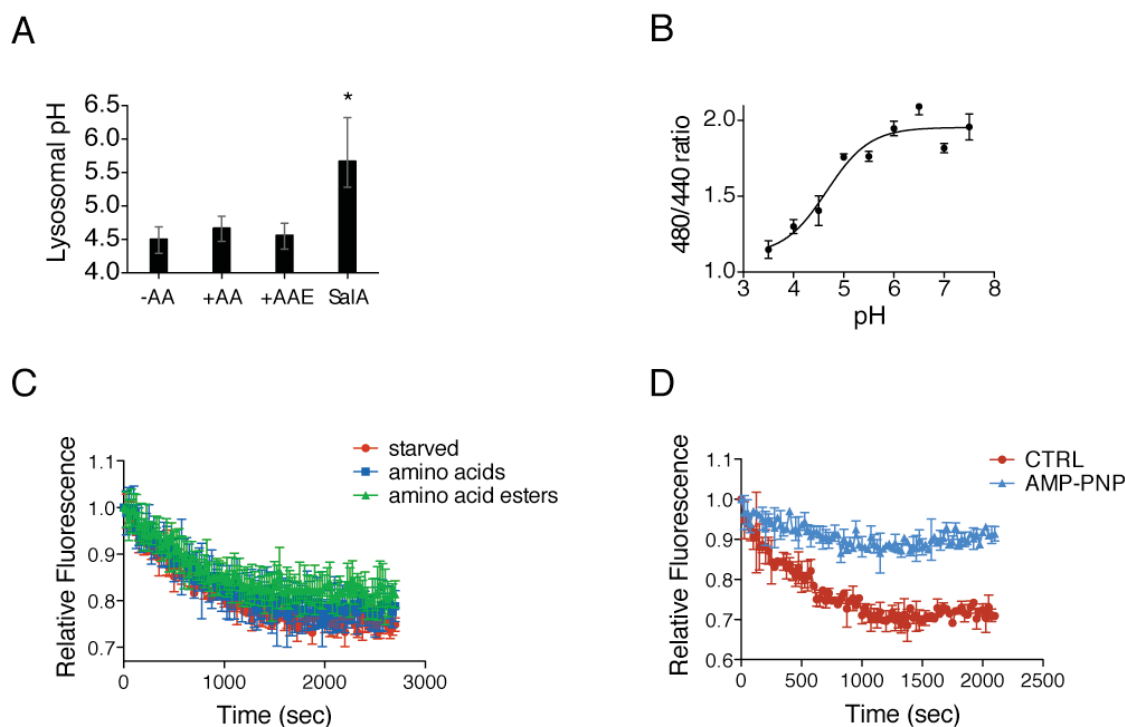 A
Lysosomal pH
6.5
6.0
5.5
5.0
4.5
4.0
*
-AA +AA +AAE SalA
B
480/440 ratio
2.0
1.5
1.0
3 4 5 6 7 8
pH
C
Relative Fluorescence
1.1
1.0
0.9
0.8
0.7
starved
amino acids
amino acid esters
0 1000 2000 3000
Time (sec)
D
Relative Fluorescence
1.1
1.0
0.9
0.8
0.7
0.6
CTRL
AMP-PNP
0 500 1000 1500 2000 2500
Time (sec)